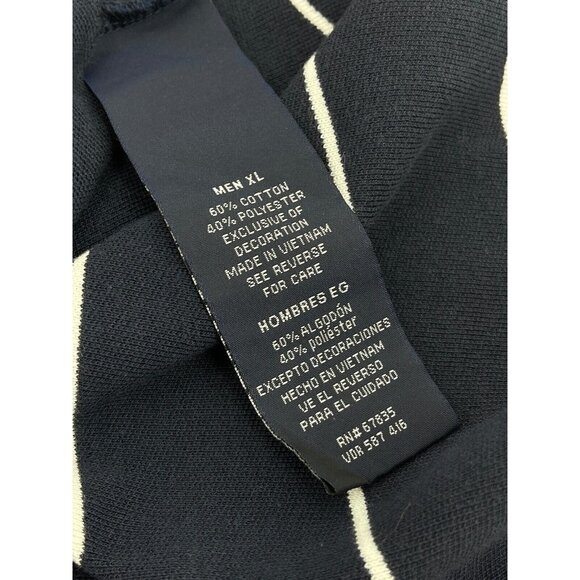 MEN XL
60% COTTON
40% POLYESTER
EXCLUSIVE OF
DECORATION
MADE IN VIETNAM
SEE REVERSE
FOR CARE
HOMBRES EG
60% ALGODÓN
40% poliéster
EXCEPTO DECORACIONES
HECHO EN VIETNAM
VE EL REVERSO
PARA EL CUIDADO
RN# 67835
VDR 587 416